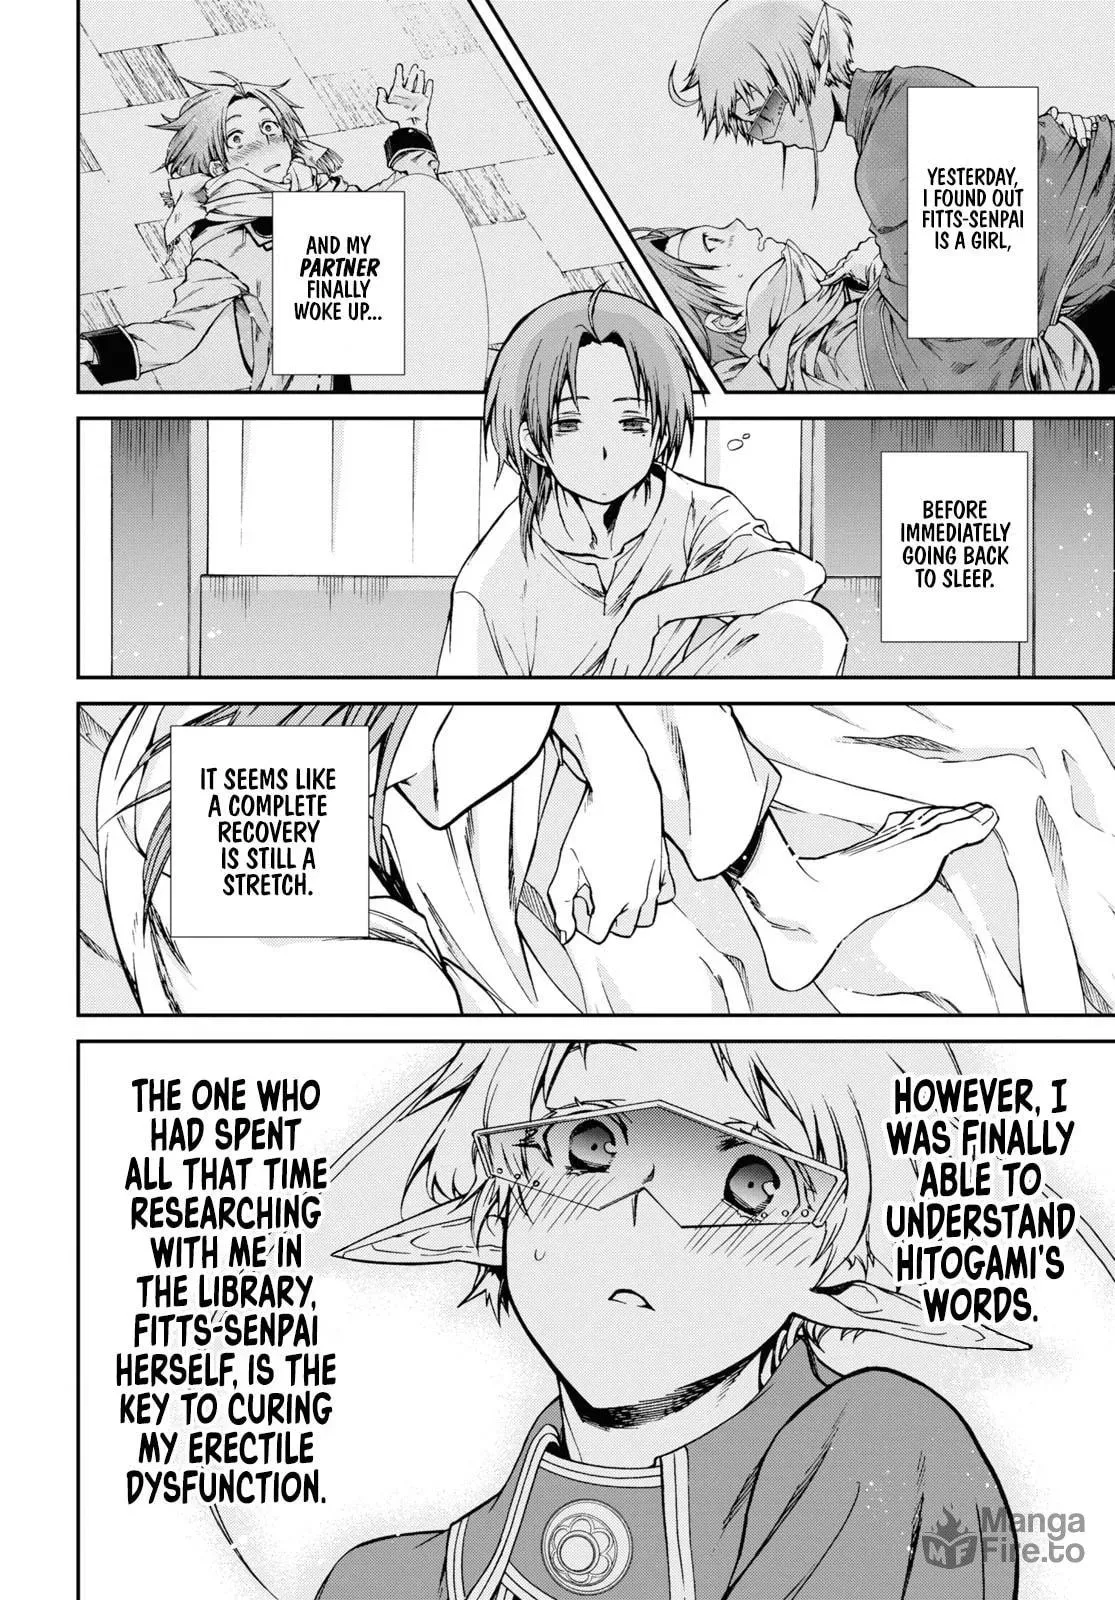 YESTERDAY,
I FOUND OUT
FITTS-SENPAI
IS A GIRL,
AND MY
PARTNER
FINALLY
WOKE UP...
BEFORE
IMMEDIATELY
GOING BACK
TO SLEEP.
IT SEEMS LIKE
A COMPLETE
RECOVERY
IS STILL A
STRETCH.
HOWEVER, I
WAS FINALLY
ABLE TO
UNDERSTAND
HITOGAMI'S
WORDS.
THE ONE WHO
HAD SPENT
ALL THAT TIME
RESEARCHING
WITH ME IN
THE LIBRARY,
FITTS-SENPAI
HERSELF, IS THE
KEY TO CURING
MY ERECTILE
DYSFUNCTION.
MF
Manga
Fire.to